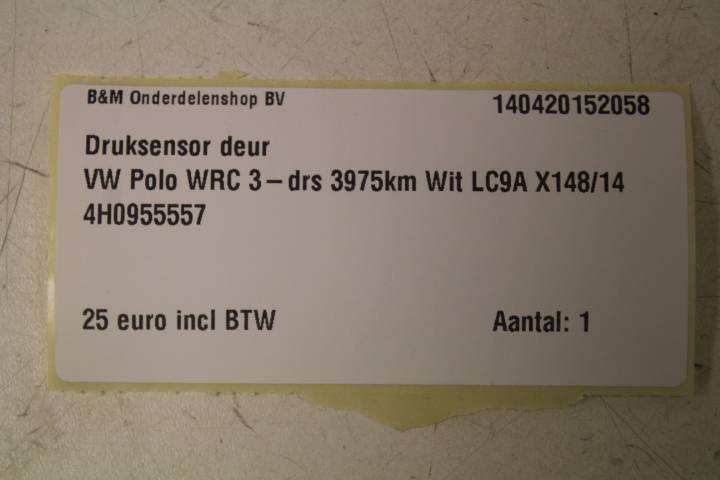 B&M Onderdelenshop BV 140420152058
Druksensor deur
VW Polo WRC 3-drs 3975km Wit LC9A X148/14
4H0955557
25 euro incl BTW Aantal: 1